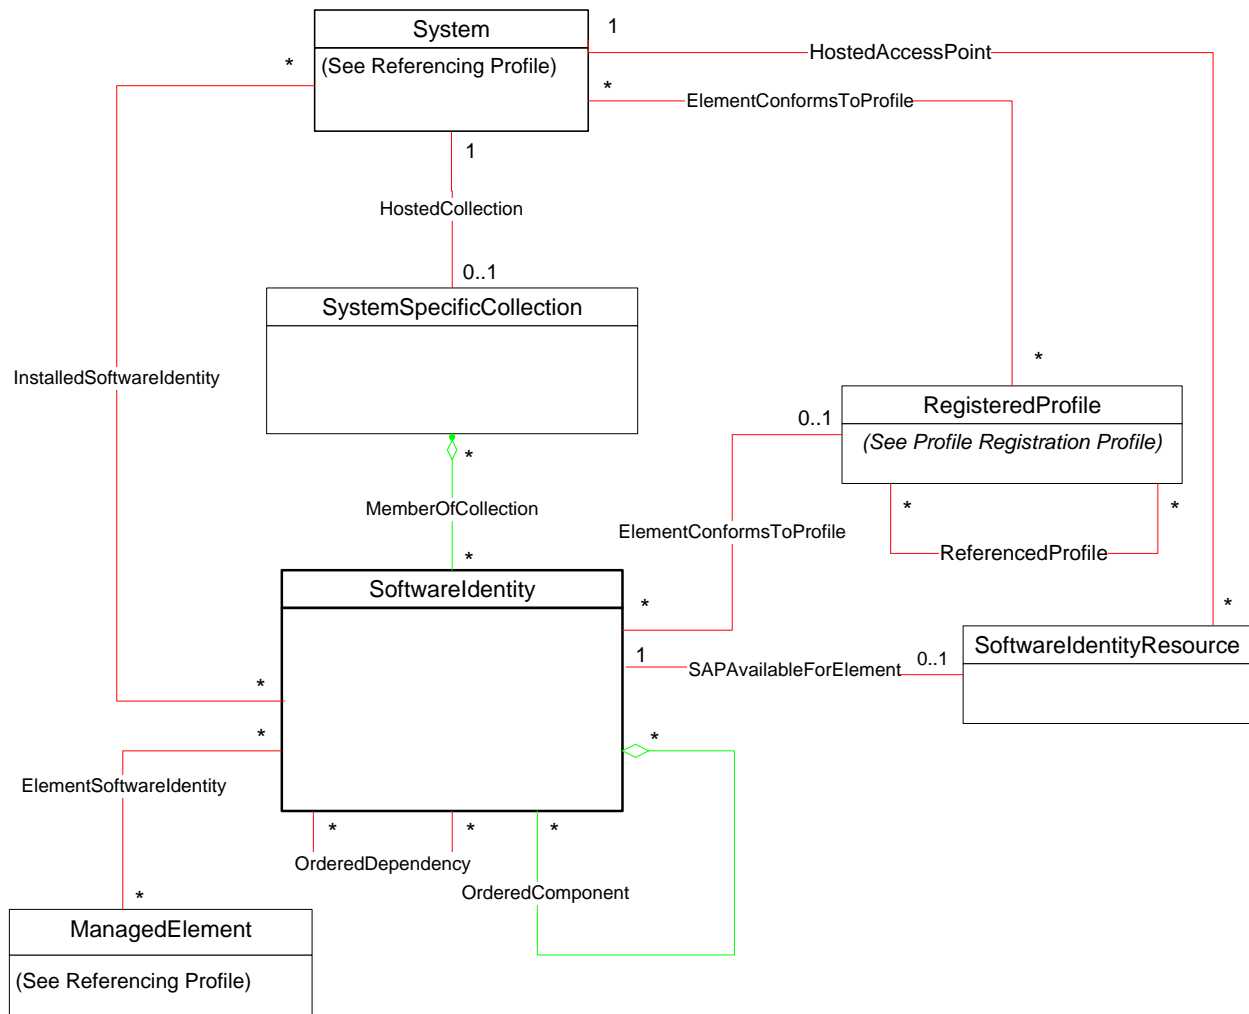 System
(See Referencing Profile)
1
HostedAccessPoint
*
*
ElementConformsToProfile
1
HostedCollection
0..1
SystemSpecificCollection
InstalledSoftwareIdentity
*
RegisteredProfile
(See Profile Registration Profile)
0..1
*
*
*
MemberOfCollection
ElementConformsToProfile
ReferencedProfile
*
SoftwareIdentity
*
*
SoftwareIdentityResource
1
SAPAvailableForElement
0..1
*
*
*
ElementSoftwareIdentity
*
*
*
OrderedDependency
OrderedComponent
*
ManagedElement
(See Referencing Profile)